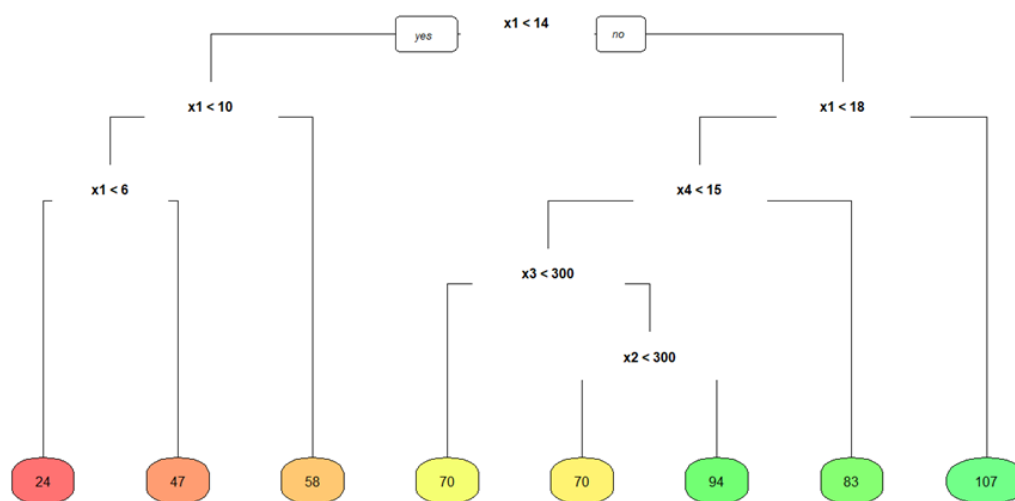 x1 < 14
yes
no
x1 < 10
x1 < 18
x1 < 6
x4 < 15
x3 < 300
x2 < 300
24
47
58
70
70
94
83
107